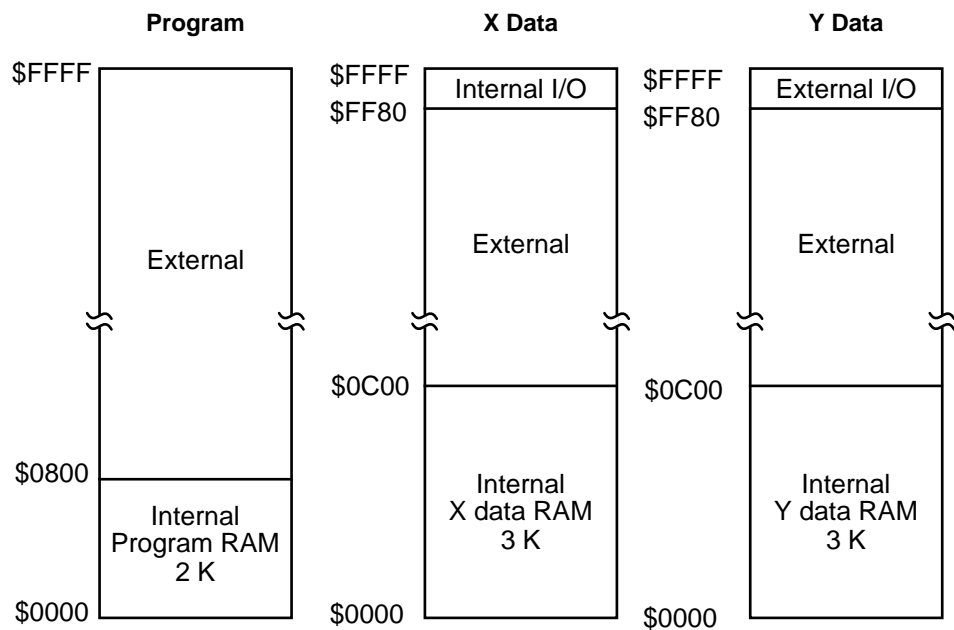 Program
$FFFF
External
$0800
Internal
Program RAM
2 K
$0000
X Data
$FFFF
Internal I/O
$FF80
External
$0C00
Internal
X data RAM
3 K
$0000
Y Data
$FFFF
External I/O
$FF80
External
$0C00
Internal
Y data RAM
3 K
$0000